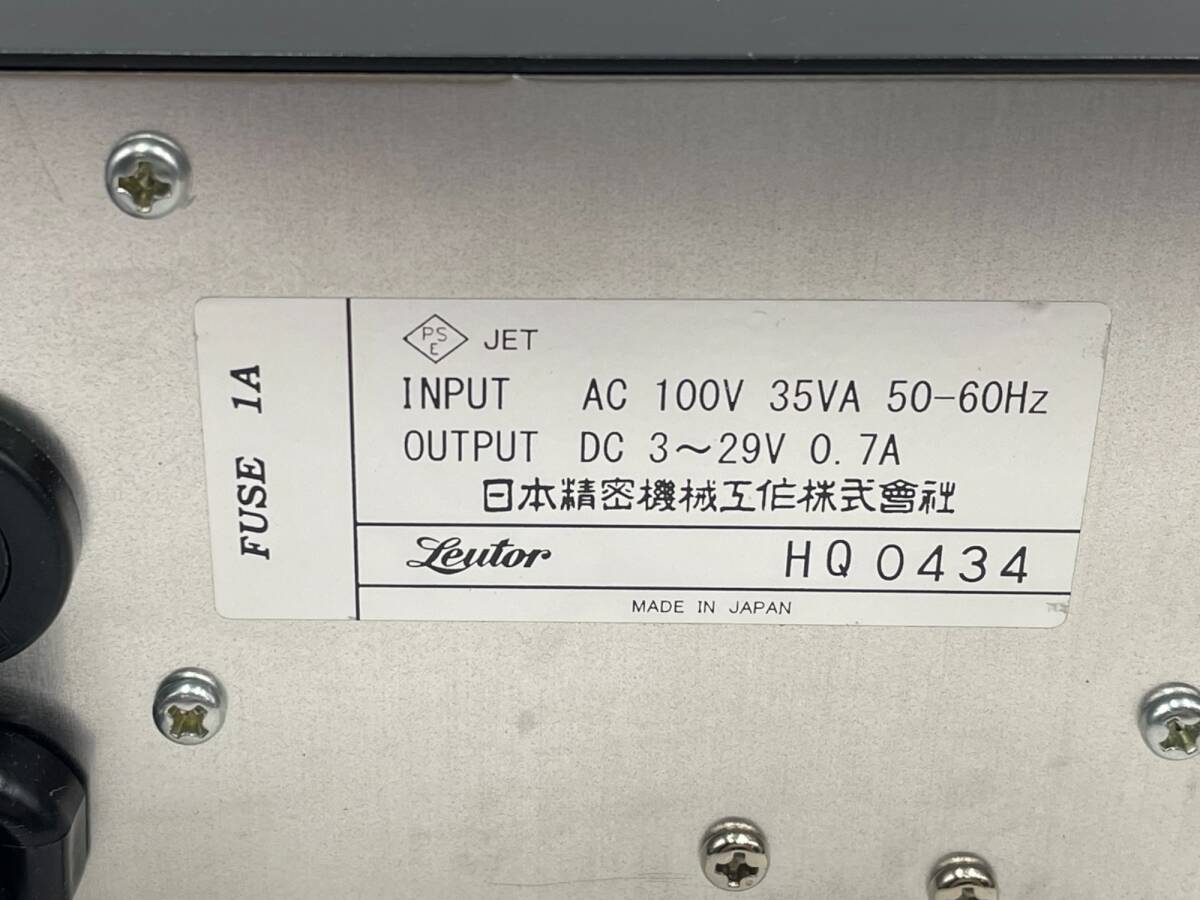 FUSE 1A
PS
E
JET
INPUT AC 100V 35VA 50-60Hz
OUTPUT DC 3～29V 0.7A
日本精密機械工作株式會社
Leutor HQ 0434
MADE IN JAPAN